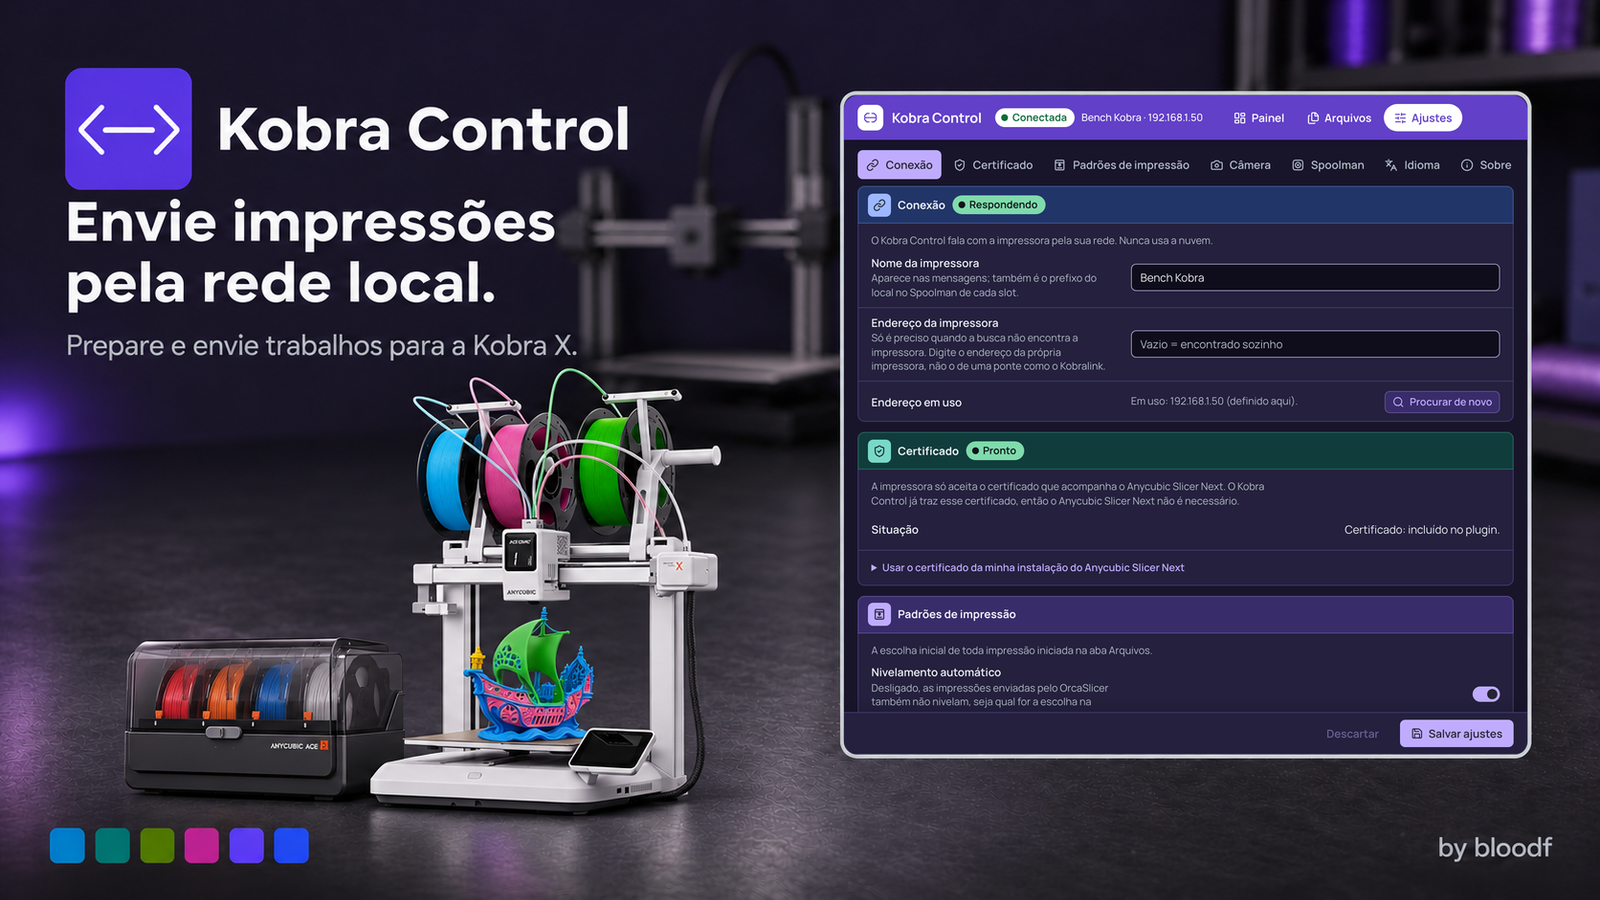 Kobra Control
Envie impressões
pela rede local.
Prepare e envie trabalhos para a Kobra X.
ANYCUBIC
X
ANYCUBIC ACE
Kobra Control
Conectada
Bench Kobra · 192.168.1.50
Painel
Arquivos
Ajustes
Conexão
Certificado
Padrões de impressão
Câmera
Spoolman
Idioma
Sobre
Conexão
Respondendo
O Kobra Control fala com a impressora pela sua rede. Nunca usa a nuvem.
Nome da impressora
Aparece nas mensagens; também é o prefixo do
local no Spoolman de cada slot.
Bench Kobra
Endereço da impressora
Só é preciso quando a busca não encontra a
impressora. Digite o endereço da própria
impressora, não o de uma ponte como o Kobralink.
Vazio = encontrado sozinho
Endereço em uso
Em uso: 192.168.1.50 (definido aqui).
Procurar de novo
Certificado
Pronto
A impressora só aceita o certificado que acompanha o Anycubic Slicer Next. O Kobra
Control já traz esse certificado, então o Anycubic Slicer Next não é necessário.
Situação
Certificado: incluído no plugin.
Usar o certificado da minha instalação do Anycubic Slicer Next
Padrões de impressão
A escolha inicial de toda impressão iniciada na aba Arquivos.
Nivelamento automático
Desligado, as impressões enviadas pelo OrcaSlicer
também não nivelam, seja qual for a escolha na
Descartar
Salvar ajustes
by bloodf